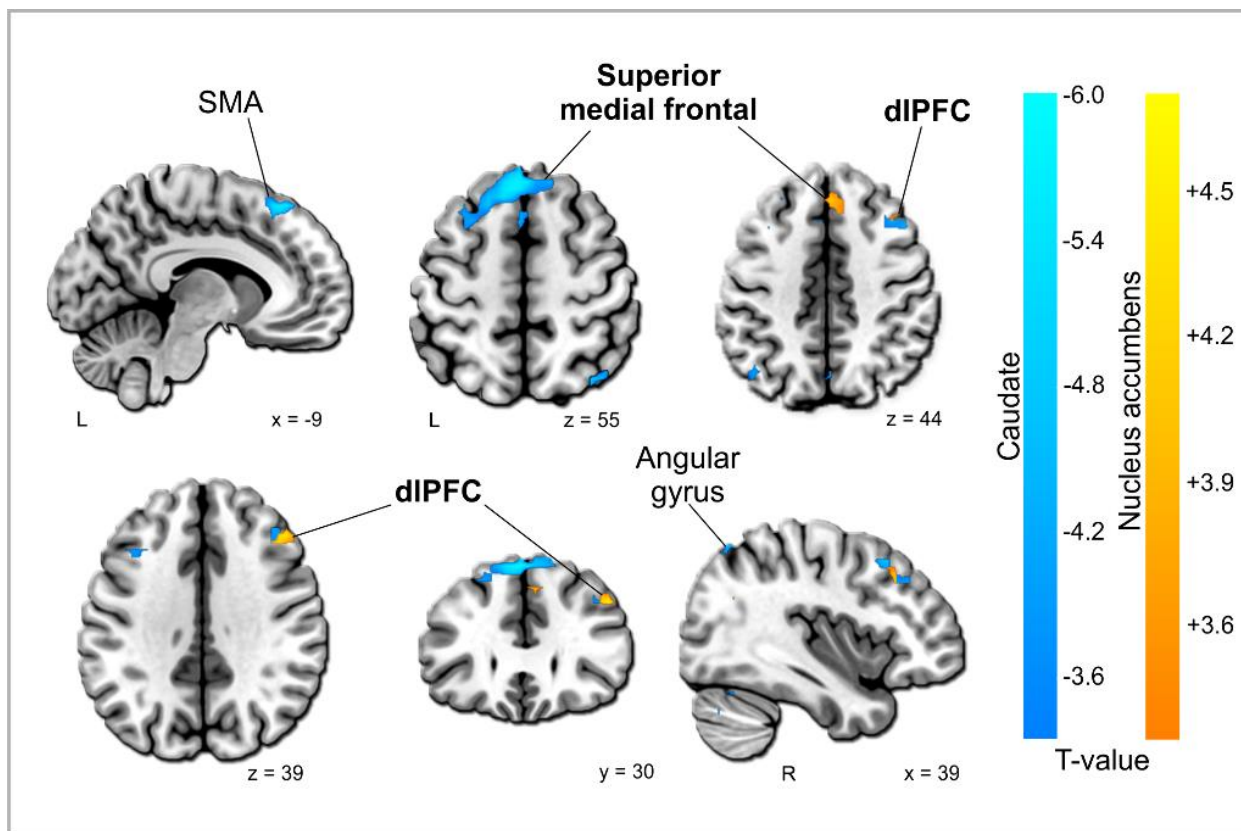 SMA
Superior
medial frontal
dlPFC
L
x = -9
L
z = 55
z = 44
dlPFC
Angular
gyrus
z = 39
y = 30
R
x = 39
Caudate
-6.0
-5.4
-4.8
-4.2
-3.6
Nucleus accumbens
+4.5
+4.2
+3.9
+3.6
T-value